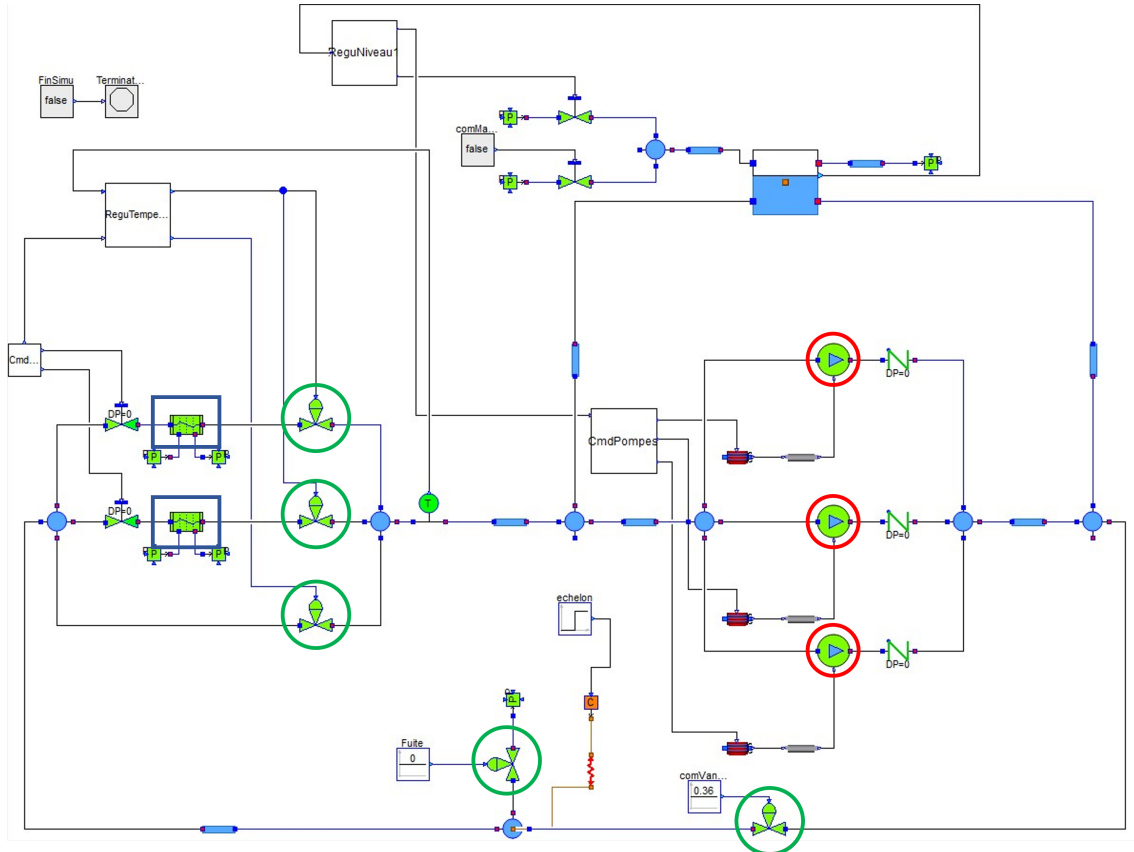 ReguNiveau1
FinSimu
false
Terminat...
P
comMa...
false
P
P
ReguTempe...
Cmd...
DP=0
P
P
DP=0
P
P
T
CmdPompes
DP=0
DP=0
DP=0
echelon
C
P
Fuite
0
comVan...
0.36